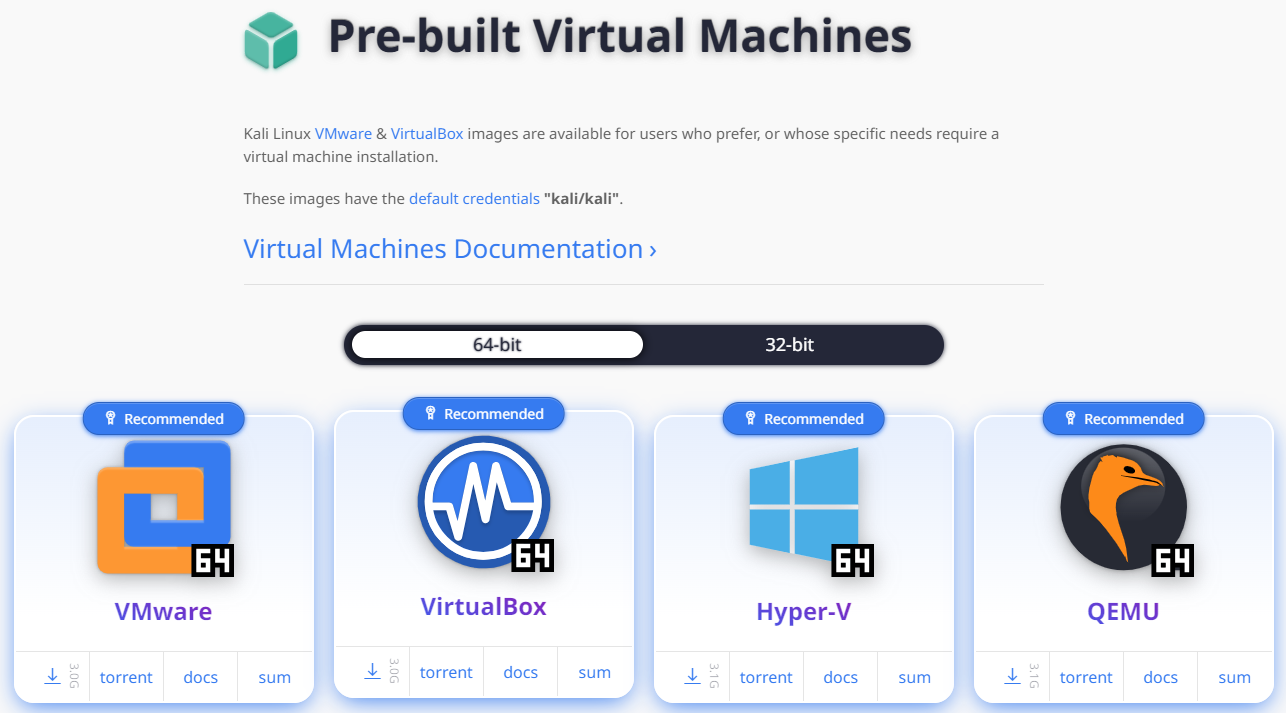 Pre-built Virtual Machines
Kali Linux VMware & VirtualBox images are available for users who prefer, or whose specific needs require a
virtual machine installation.
These images have the default credentials "kali/kali".
Virtual Machines Documentation ›
64-bit 32-bit
Recommended Recommended Recommended Recommended
64 64 64 64
VMware VirtualBox Hyper-V QEMU
3.0G torrent docs sum 3.0G torrent docs sum 3.1G torrent docs sum 3.1G torrent docs sum